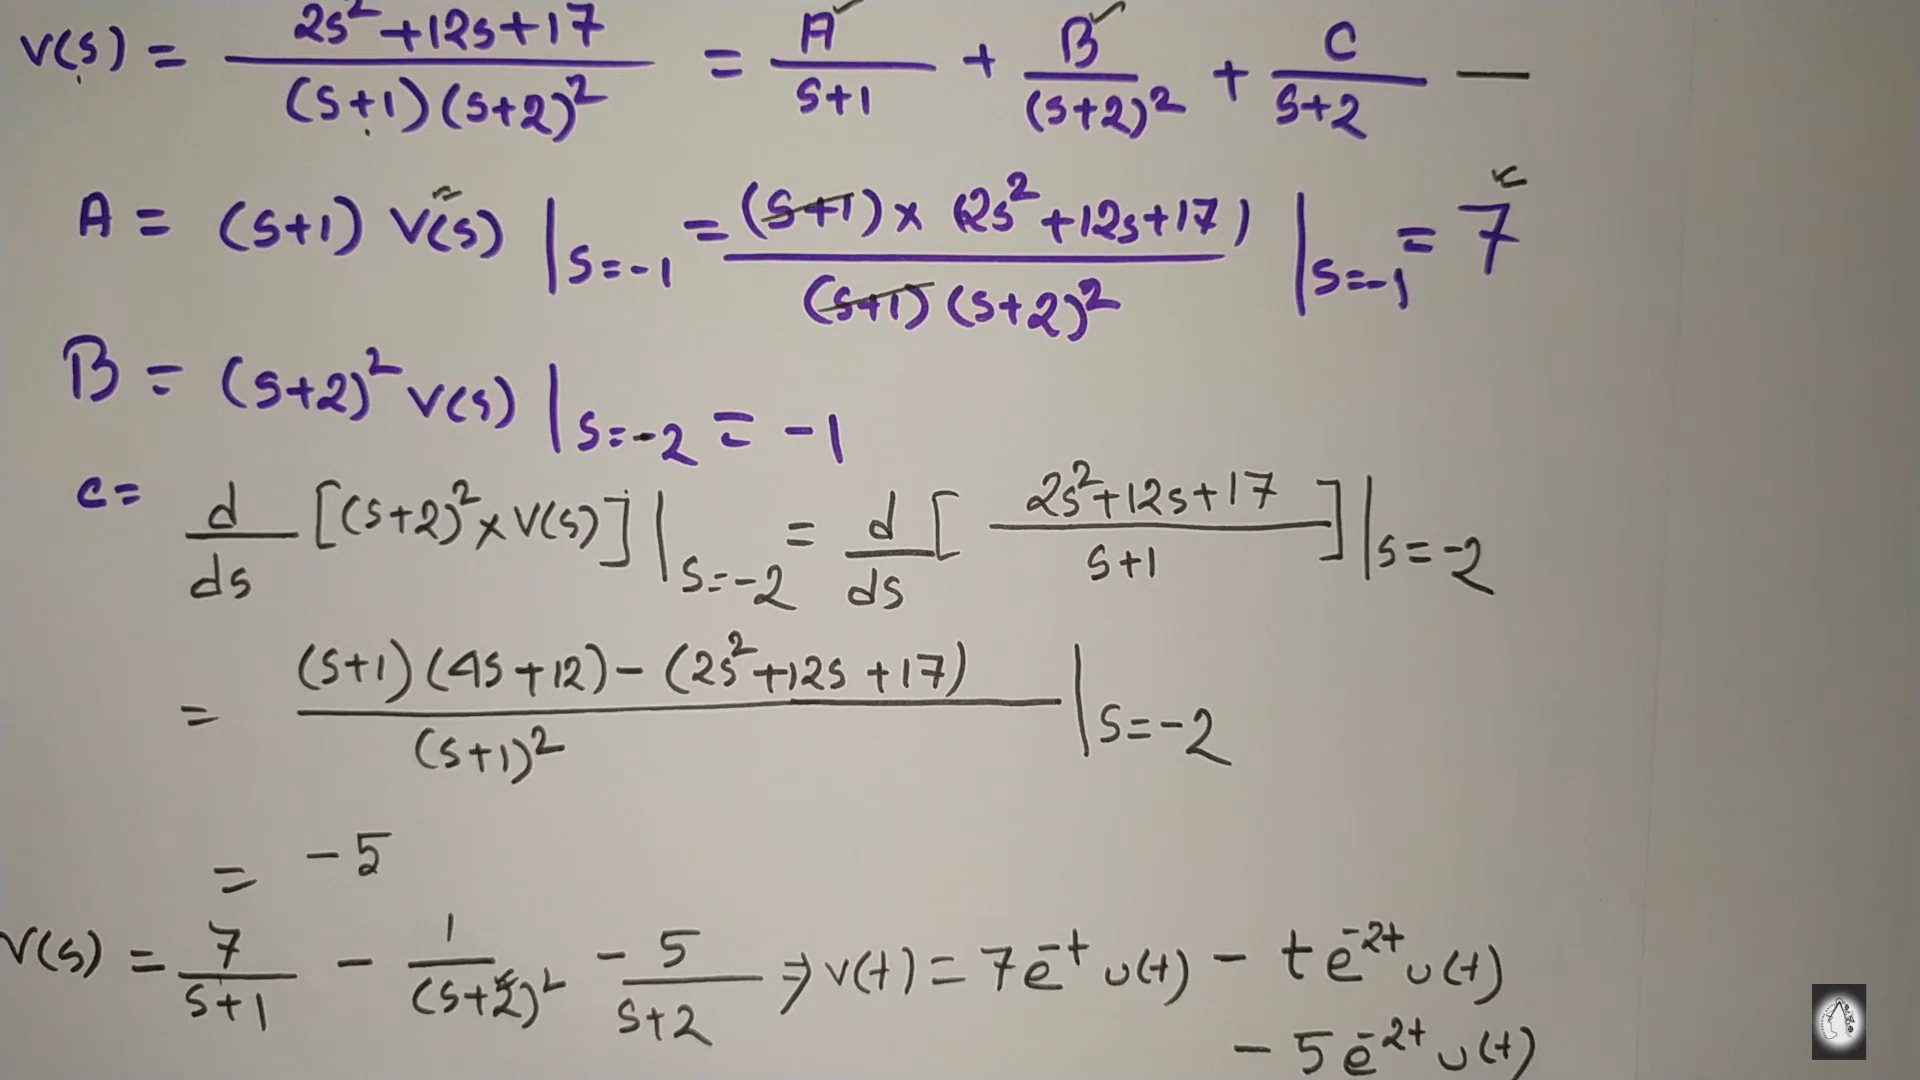 V(s) = (2s²+12s+17)/((s+1)(s+2)²) = A/(s+1) + B/(s+2)² + C/(s+2) —
A = (s+1) V(s) |s=-1 = ((s+1) × (2s²+12s+17))/((s+1)(s+2)²) |s=-1 = 7
B = (s+2)² V(s) |s=-2 = -1
C = d/ds [(s+2)² × V(s)] |s=-2 = d/ds [(2s²+12s+17)/(s+1)] |s=-2
= ((s+1)(4s+12) - (2s²+12s+17))/(s+1)² |s=-2
= -5
V(s) = 7/(s+1) - 1/(s+2)² - 5/(s+2) ⇒ v(t) = 7e^-t u(t) - te^-2t u(t)
- 5e^-2t u(t)